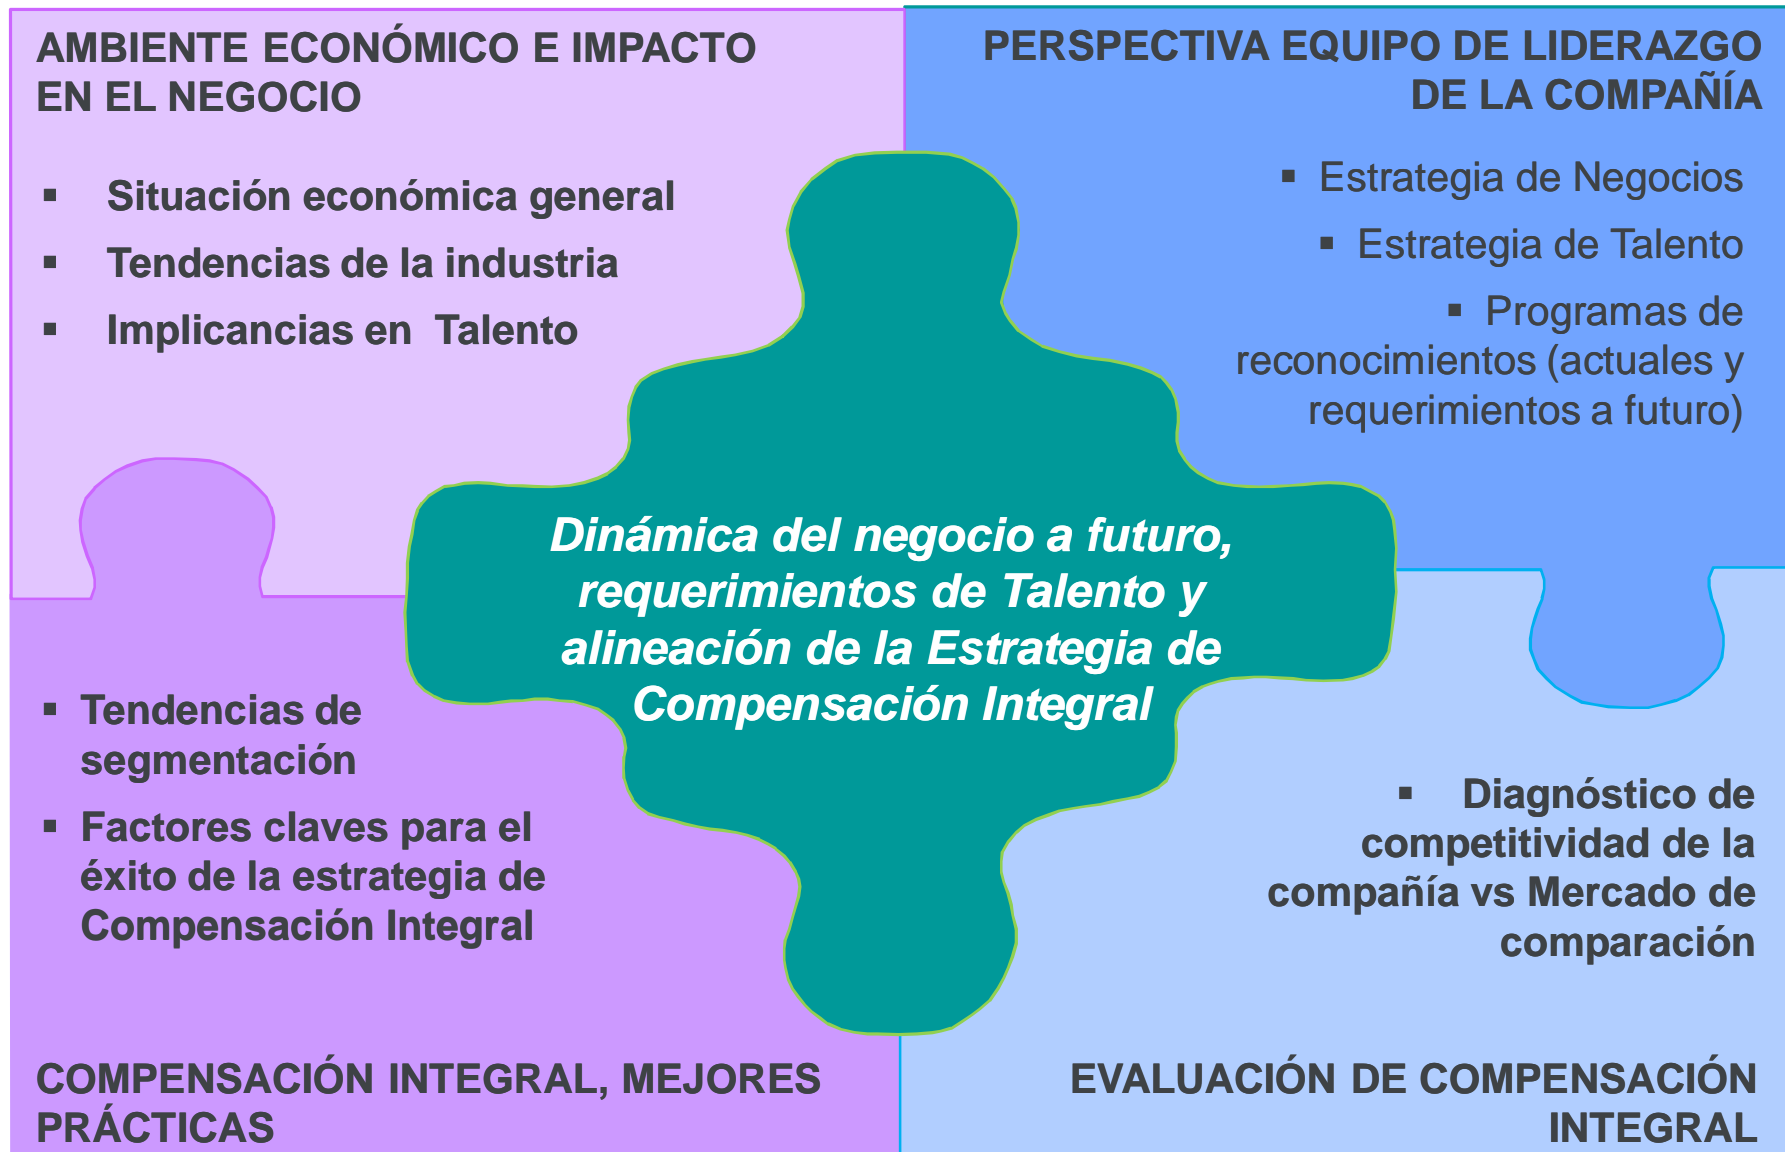 AMBIENTE ECONÓMICO E IMPACTO
EN EL NEGOCIO
▪ Situación económica general
▪ Tendencias de la industria
▪ Implicancias en  Talento
PERSPECTIVA EQUIPO DE LIDERAZGO
DE LA COMPAÑÍA
▪ Estrategia de Negocios
▪ Estrategia de Talento
▪ Programas de
reconocimientos (actuales y
requerimientos a futuro)
Dinámica del negocio a futuro,
requerimientos de Talento y
alineación de la Estrategia de
Compensación Integral
▪ Tendencias de
segmentación
▪ Factores claves para el
éxito de la estrategia de
Compensación Integral
COMPENSACIÓN INTEGRAL, MEJORES
PRÁCTICAS
▪ Diagnóstico de
competitividad de la
compañía vs Mercado de
comparación
EVALUACIÓN DE COMPENSACIÓN
INTEGRAL